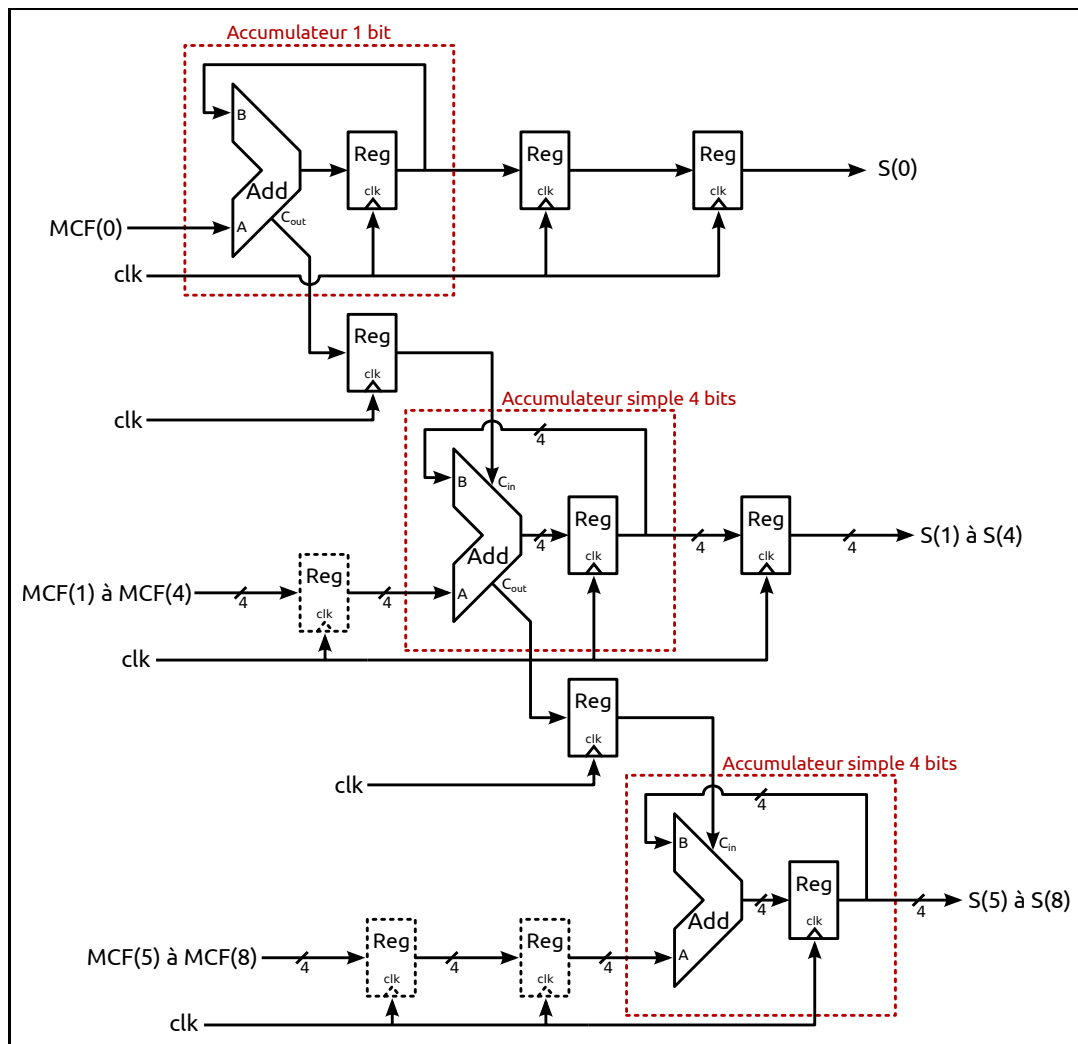 Accumulateur 1 bit
B
Reg
Reg
Reg
S(0)
Add
clk
clk
clk
MCF(0)
A
Cout
clk
Reg
clk
clk
Accumulateur simple 4 bits
4
B
Cin
Reg
Reg
4
4
4
S(1) à S(4)
Add
clk
clk
Reg
Cout
MCF(1) à MCF(4)
4
4
A
clk
clk
Reg
clk
clk
Accumulateur simple 4 bits
4
B
Cin
Reg
4
4
S(5) à S(8)
Add
clk
Reg
Reg
MCF(5) à MCF(8)
4
4
4
A
clk
clk
clk